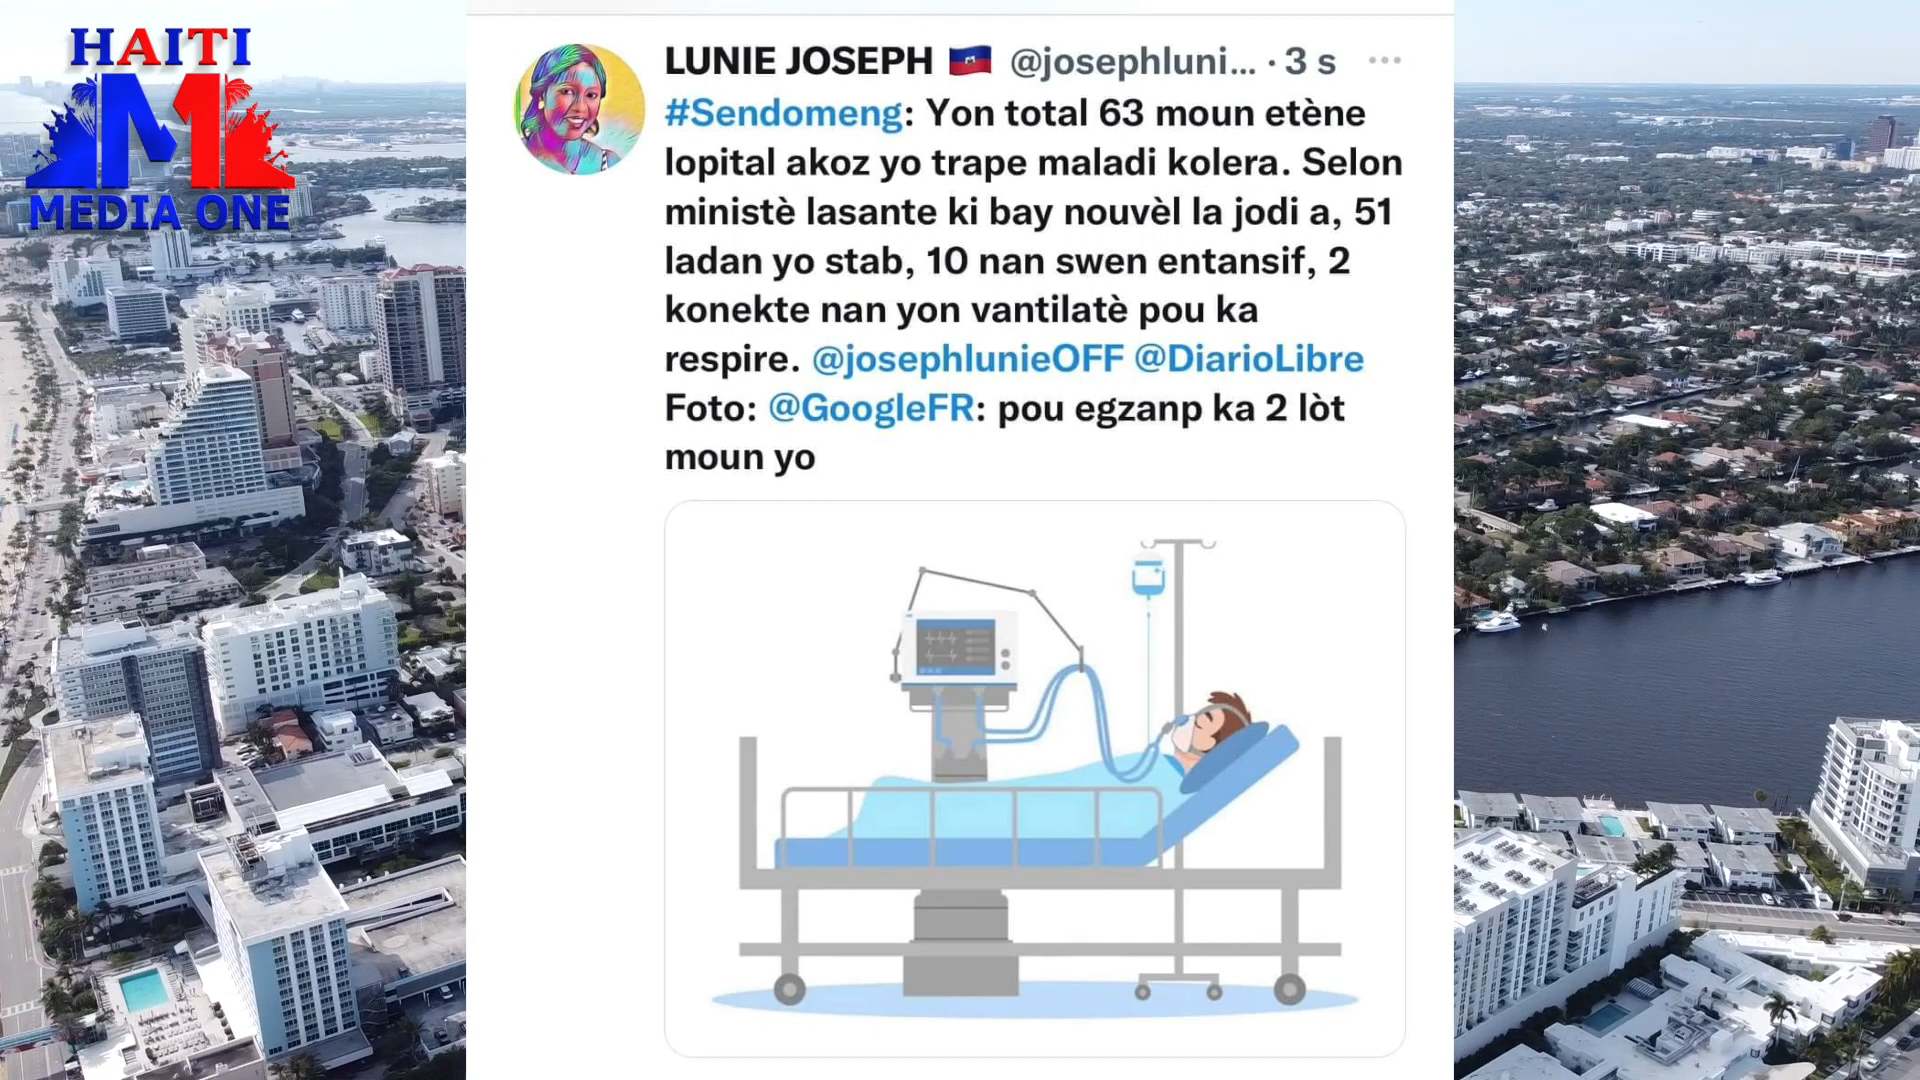 HAITI
M1
MEDIA ONE
LUNIE JOSEPH 🇭🇹 @josephluni... · 3 s
#Sendomeng: Yon total 63 moun etène
lopital akoz yo trape maladi kolera. Selon
ministè lasante ki bay nouvèl la jodi a, 51
ladan yo stab, 10 nan swen entansif, 2
konekte nan yon vantilatè pou ka
respire. @josephlunieOFF @DiarioLibre
Foto: @GoogleFR: pou egzanp ka 2 lòt
moun yo